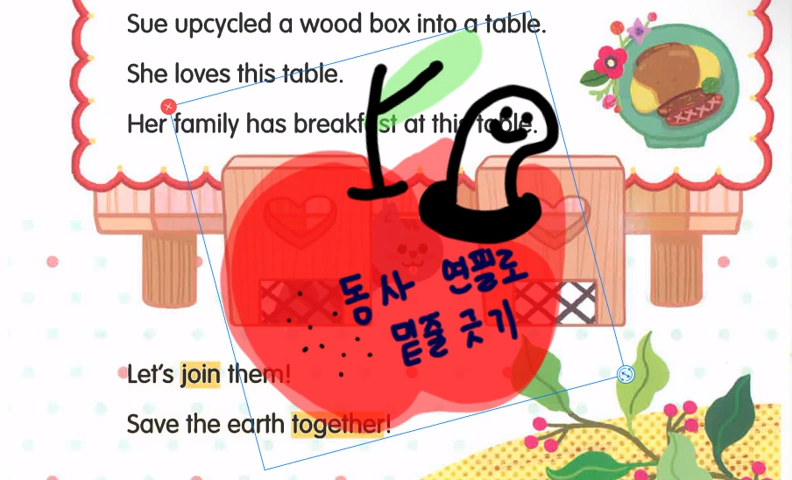 Sue upcycled a wood box into a table.
She loves this table.
Her family has breakfast at this table.
동사 연필로
밑줄 긋기
Let's join them!
Save the earth together!